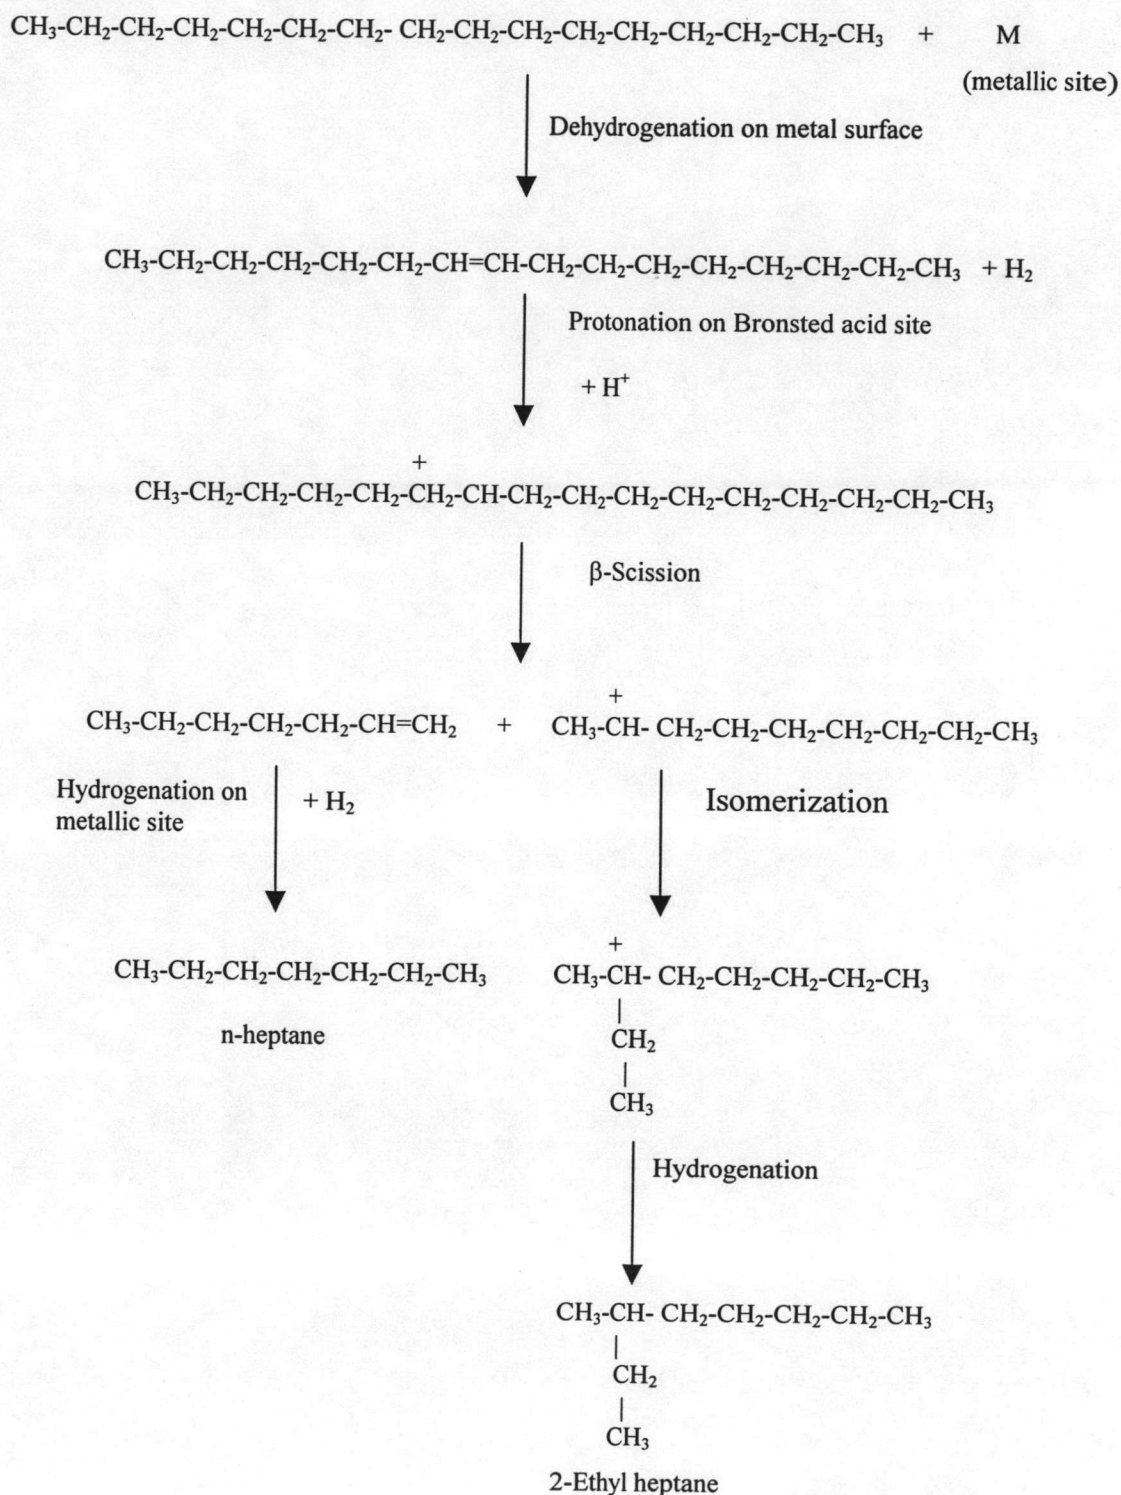 CH₃-CH₂-CH₂-CH₂-CH₂-CH₂-CH₂- CH₂-CH₂-CH₂-CH₂-CH₂-CH₂-CH₂-CH₂-CH₃ + M
(metallic site)
Dehydrogenation on metal surface
CH₃-CH₂-CH₂-CH₂-CH₂-CH₂-CH=CH-CH₂-CH₂-CH₂-CH₂-CH₂-CH₂-CH₂-CH₃ + H₂
Protonation on Bronsted acid site
+ H⁺
+
CH₃-CH₂-CH₂-CH₂-CH₂-CH₂-CH-CH₂-CH₂-CH₂-CH₂-CH₂-CH₂-CH₂-CH₂-CH₃
β-Scission
+
CH₃-CH₂-CH₂-CH₂-CH₂-CH=CH₂ + CH₃-CH- CH₂-CH₂-CH₂-CH₂-CH₂-CH₂-CH₃
Hydrogenation on
metallic site
+ H₂
Isomerization
+
CH₃-CH₂-CH₂-CH₂-CH₂-CH₂-CH₃ CH₃-CH- CH₂-CH₂-CH₂-CH₂-CH₃
|
n-heptane CH₂
|
CH₃
Hydrogenation
CH₃-CH- CH₂-CH₂-CH₂-CH₂-CH₃
|
CH₂
|
CH₃
2-Ethyl heptane